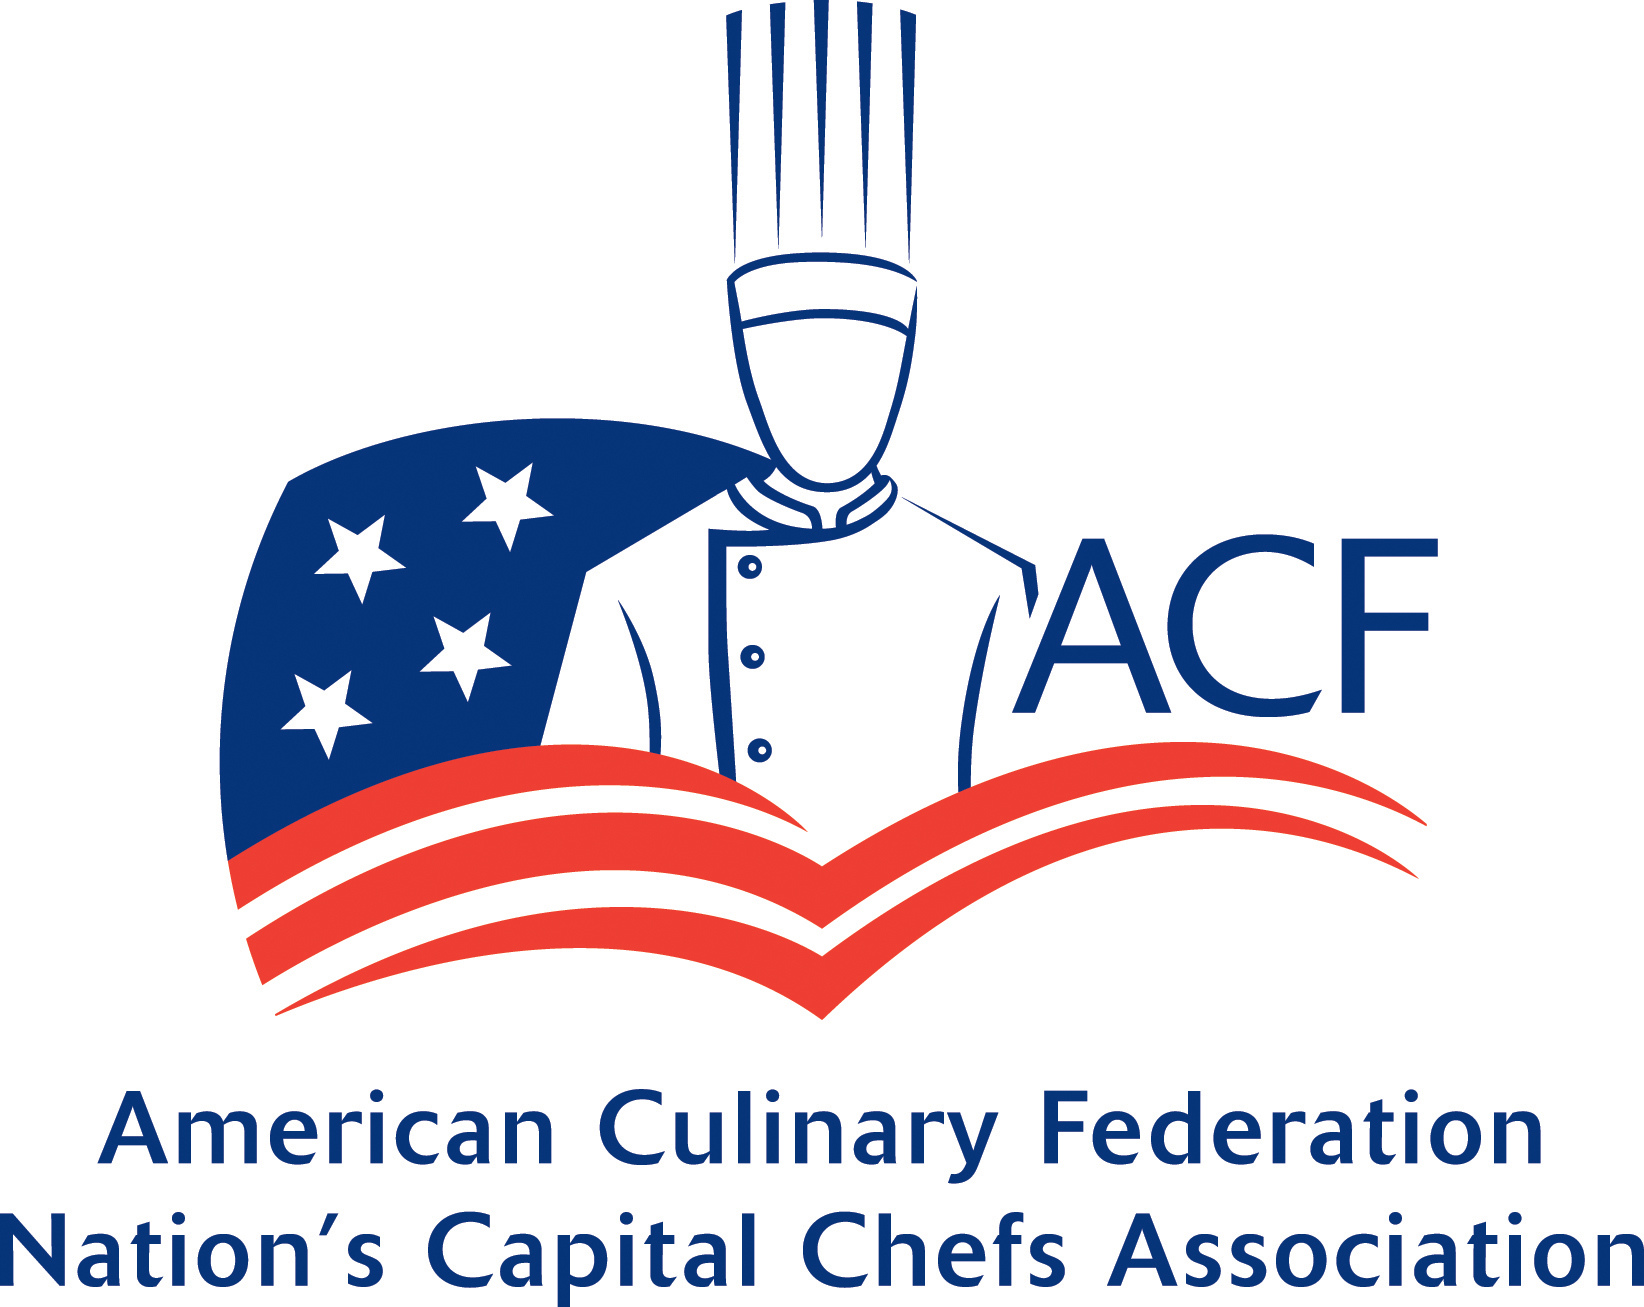 ACF
American Culinary Federation
Nation’s Capital Chefs Association